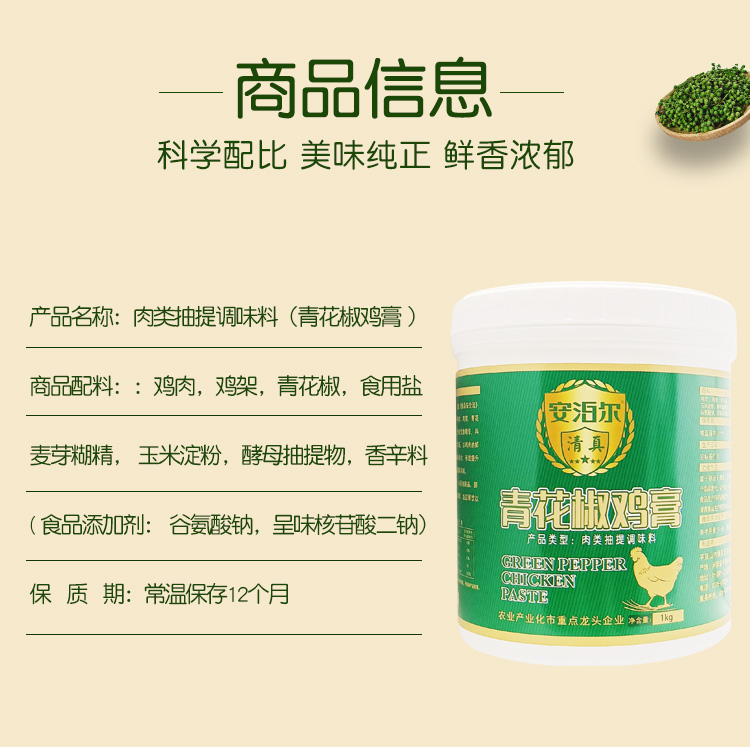 商品信息
科学配比 美味纯正 鲜香浓郁
产品名称：肉类抽提调味料（青花椒鸡膏 ）
商品配料：：鸡肉，鸡架，青花椒，食用盐
麦芽糊精， 玉米淀粉，酵母抽提物，香辛料
（食品添加剂： 谷氨酸钠，呈味核苷酸二钠）
保 质 期：常温保存12个月
安泊尔
清真
青花椒鸡膏
产品类型：肉类抽提调味料
GREEN PEPPER
CHICKEN
PASTE
农业产业化市重点龙头企业 净含量：1kg